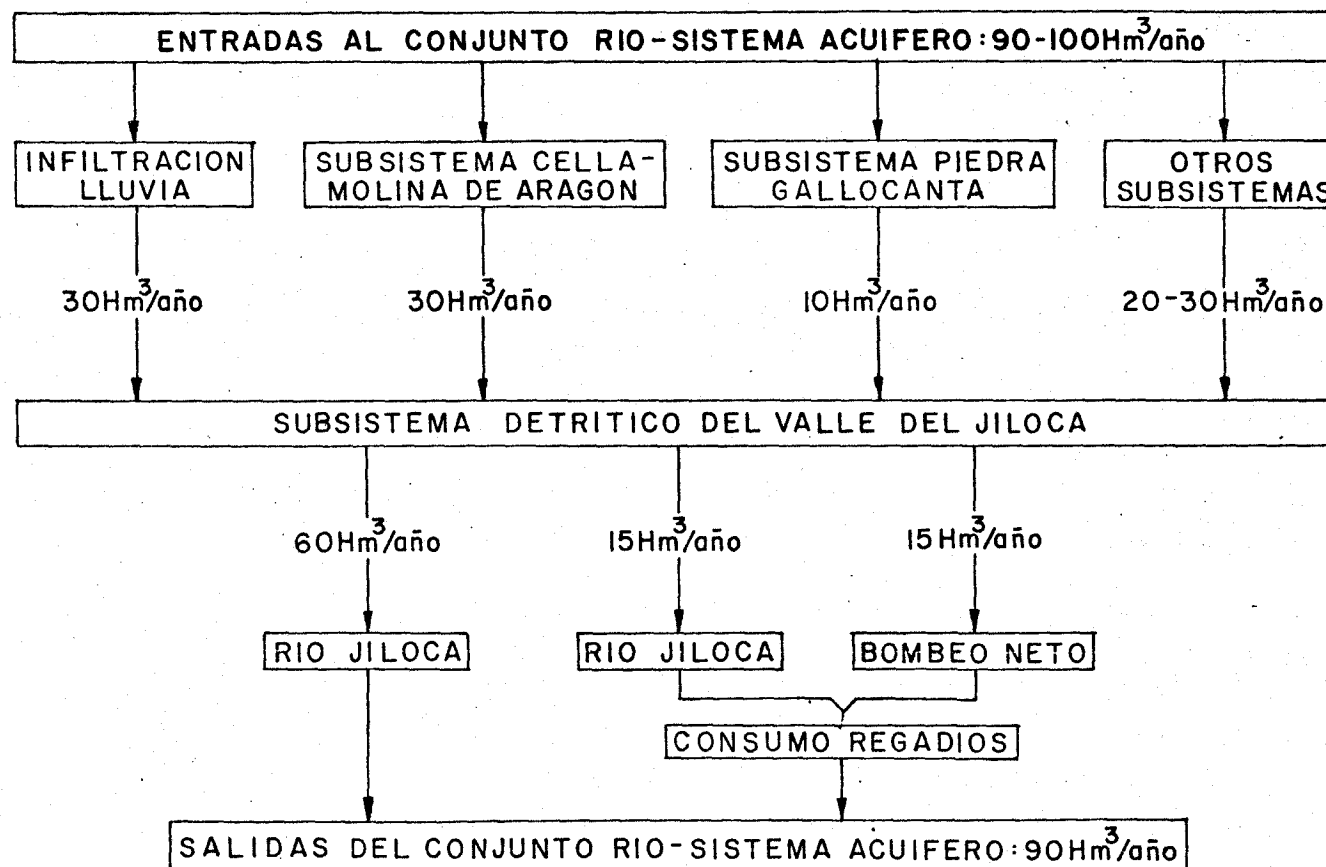 ENTRADAS AL CONJUNTO RIO-SISTEMA ACUIFERO: 90-100Hm³/año
INFILTRACION
LLUVIA
SUBSISTEMA CELLA-
MOLINA DE ARAGON
SUBSISTEMA PIEDRA
GALLOCANTA
OTROS
SUBSISTEMAS
30Hm³/año
30Hm³/año
10Hm³/año
20-30Hm³/año
SUBSISTEMA DETRITICO DEL VALLE DEL JILOCA
60Hm³/año
15Hm³/año
15Hm³/año
RIO JILOCA
RIO JILOCA
BOMBEO NETO
CONSUMO REGADIOS
SALIDAS DEL CONJUNTO RIO-SISTEMA ACUIFERO: 90Hm³/año